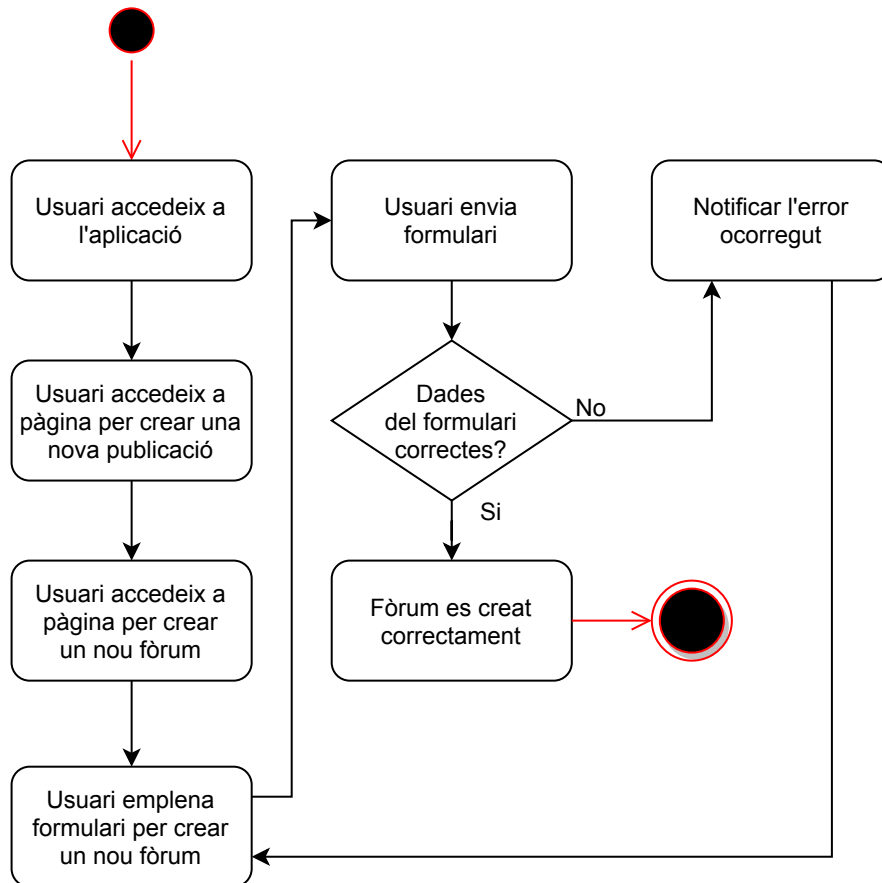 Usuari accedeix a
l'aplicació
Usuari accedeix a
pàgina per crear una
nova publicació
Usuari accedeix a
pàgina per crear
un nou fòrum
Usuari emplena
formulari per crear
un nou fòrum
Usuari envia
formulari
Dades
del formulari
correctes?
No
Si
Fòrum es creat
correctament
Notificar l'error
ocorregut